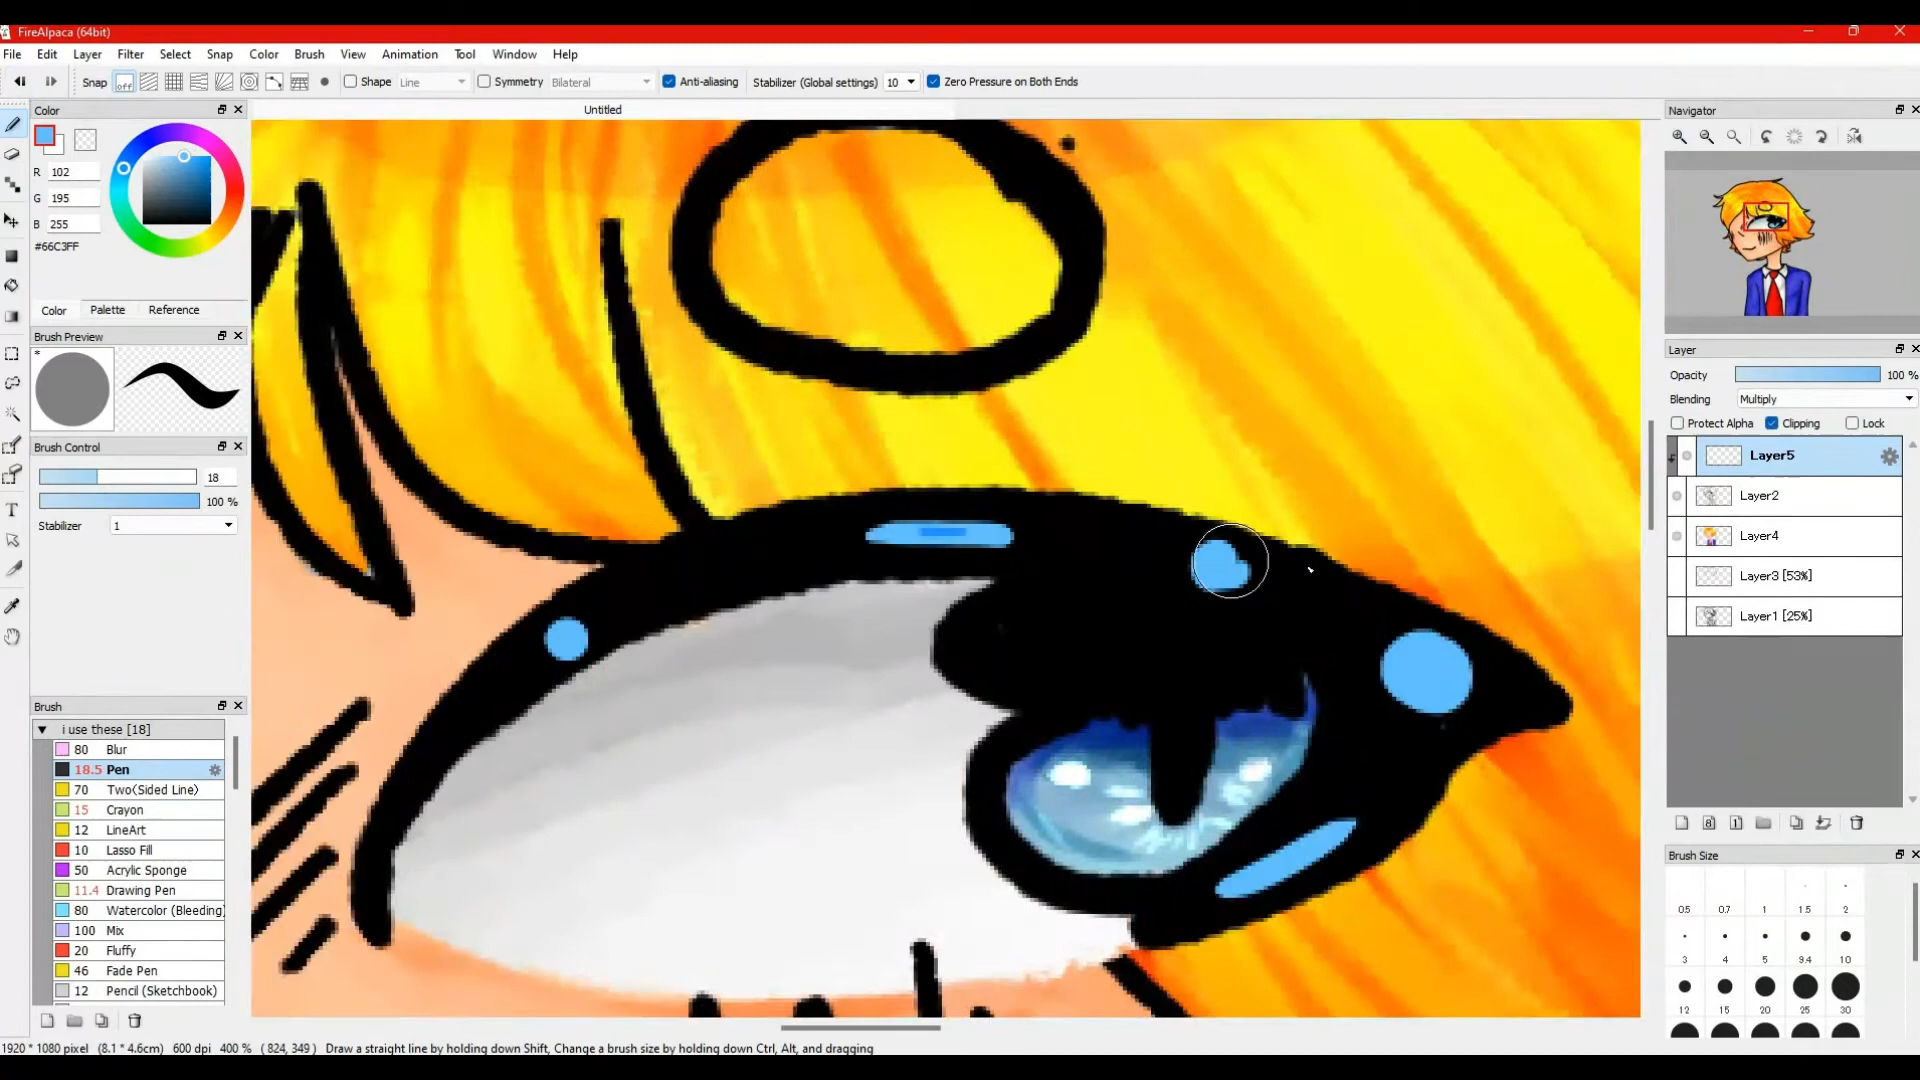 FireAlpaca (64bit)
File Edit Layer Filter Select Snap Color Brush View Animation Tool Window Help
Snap off Shape Line Symmetry Bilateral Anti-aliasing Stabilizer (Global settings) 10 Zero Pressure on Both Ends
Color
Untitled
Navigator
R 102
G 195
B 255
#66C3FF
Color Palette Reference
Brush Preview
*
Brush Control
18
100 %
Stabilizer 1
Brush
i use these [18]
80 Blur
18.5 Pen
70 Two(Sided Line)
15 Crayon
12 LineArt
10 Lasso Fill
50 Acrylic Sponge
11.4 Drawing Pen
80 Watercolor (Bleeding)
100 Mix
20 Fluffy
46 Fade Pen
12 Pencil (Sketchbook)
Layer
Opacity 100 %
Blending Multiply
Protect Alpha Clipping Lock
Layer5
Layer2
Layer4
Layer3 [53%]
Layer1 [25%]
8 1
Brush Size
0.5 0.7 1 1.5 2
3 4 5 9.4 10
12 15 20 25 30
T
1920 * 1080 pixel (8.1 * 4.6cm) 600 dpi 400 % ( 824, 349 ) Draw a straight line by holding down Shift, Change a brush size by holding down Ctrl, Alt, and dragging